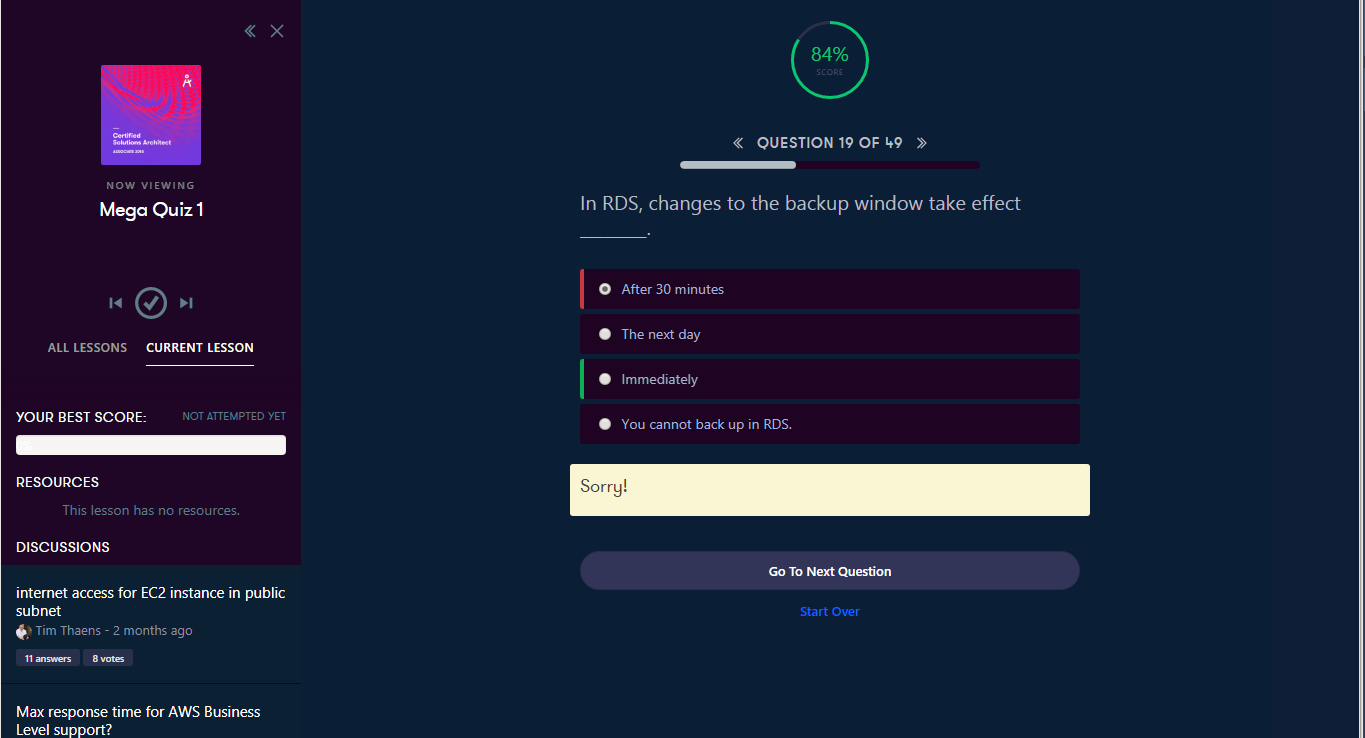 Certified
Solutions Architect
ASSOCIATE 2018
NOW VIEWING
Mega Quiz 1
ALL LESSONS CURRENT LESSON
YOUR BEST SCORE: NOT ATTEMPTED YET
RESOURCES
This lesson has no resources.
DISCUSSIONS
internet access for EC2 instance in public
subnet
Tim Thaens - 2 months ago
11 answers 8 votes
Max response time for AWS Business
Level support?
84%
SCORE
« QUESTION 19 OF 49 »
In RDS, changes to the backup window take effect
________.
After 30 minutes
The next day
Immediately
You cannot back up in RDS.
Sorry!
Go To Next Question
Start Over